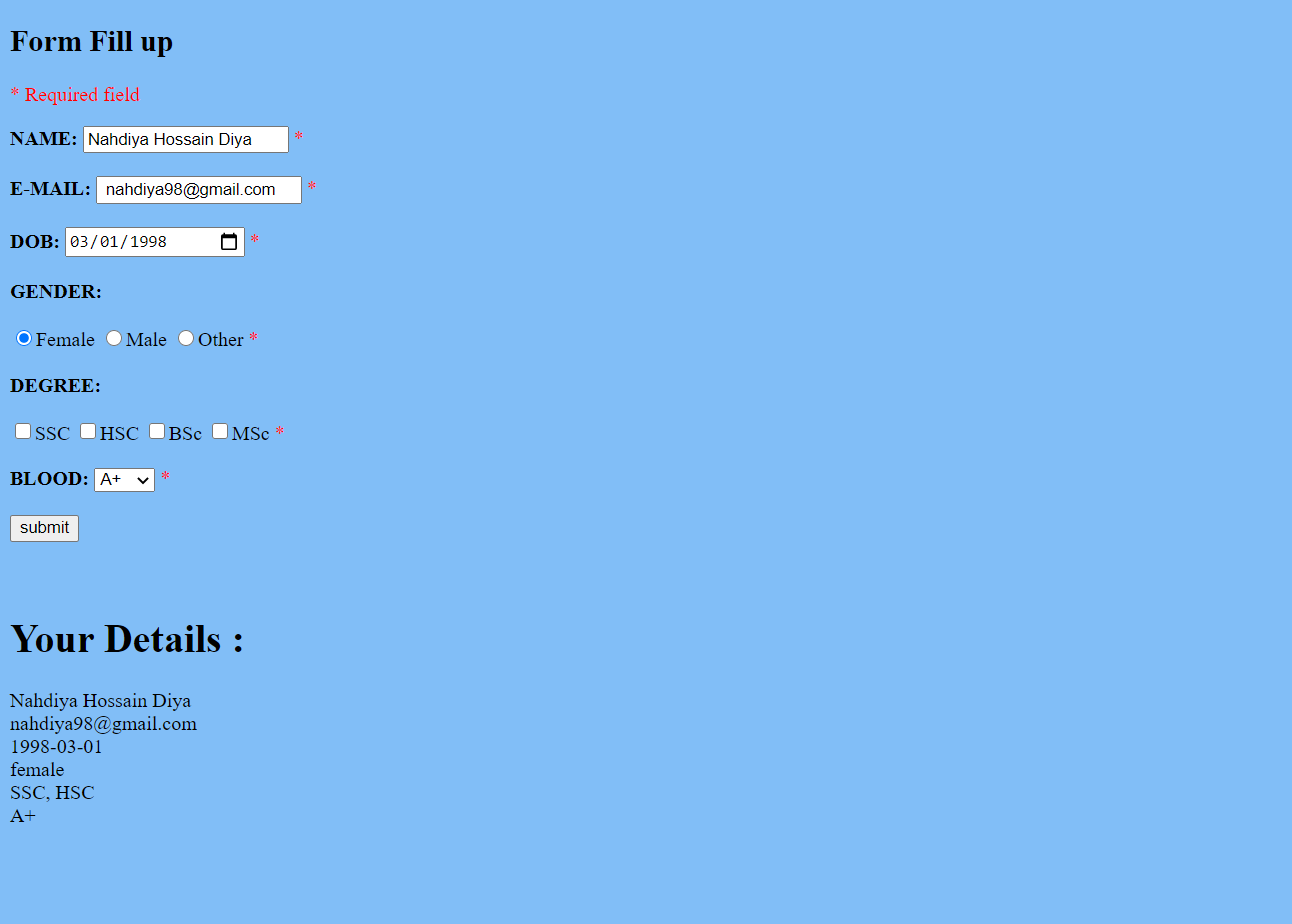 Form Fill up
* Required field
NAME: Nahdiya Hossain Diya *
E-MAIL: nahdiya98@gmail.com *
DOB: 03/01/1998 *
GENDER:
Female Male Other *
DEGREE:
SSC HSC BSc MSc *
BLOOD: A+ *
submit
Your Details :
Nahdiya Hossain Diya
nahdiya98@gmail.com
1998-03-01
female
SSC, HSC
A+